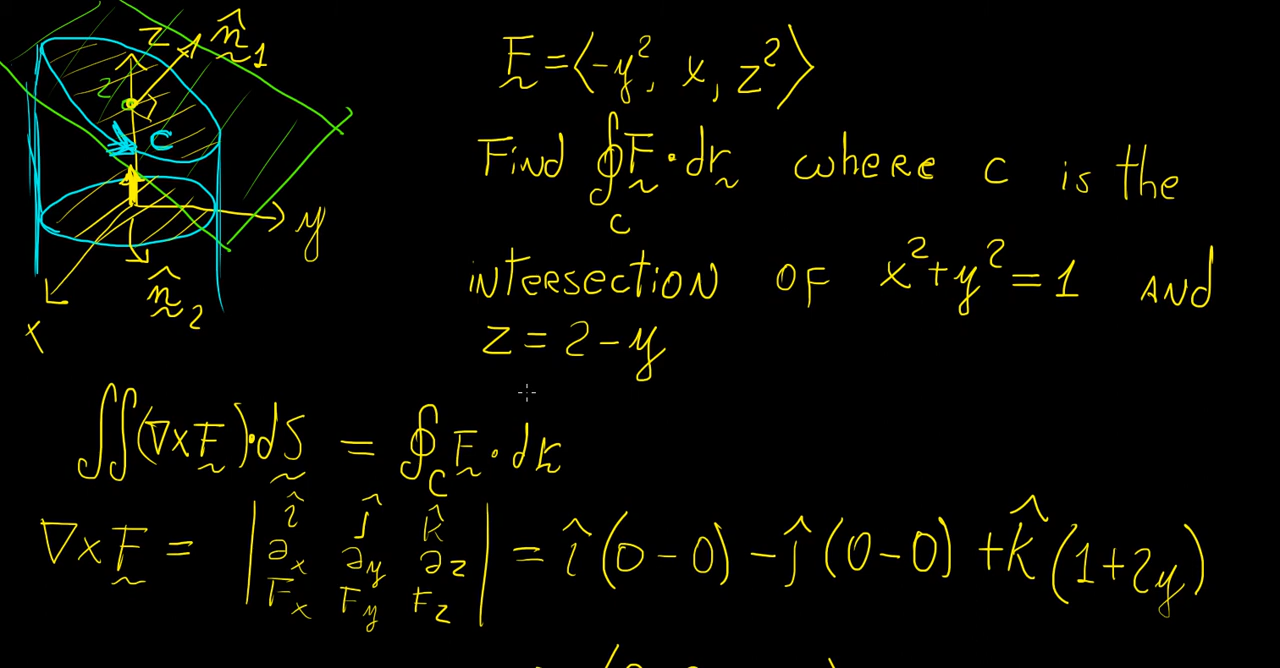 z n̂₁
2
C
y
n̂₂
x
F = ⟨-y², x, z²⟩
Find ∮_C F · dr where C is the
intersection of x² + y² = 1 and
z = 2 - y
∬(∇×F)·dS = ∮_C F · dr
∇×F = | î ĵ k̂ | = î(0-0) - ĵ(0-0) + k̂(1+2y)
∂x ∂y ∂z
Fx Fy Fz